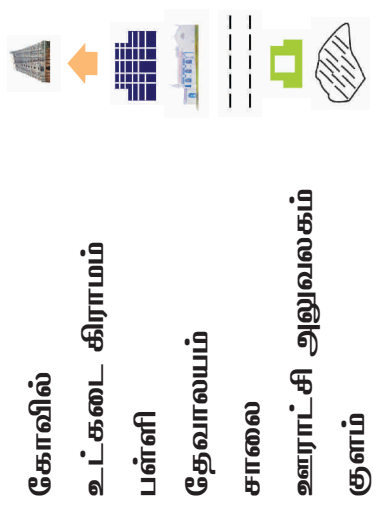 கோவில்
உட்கடை கிராமம்
பள்ளி
தேவாலயம்
சாலை
ஊராட்சி அலுவலகம்
குளம்